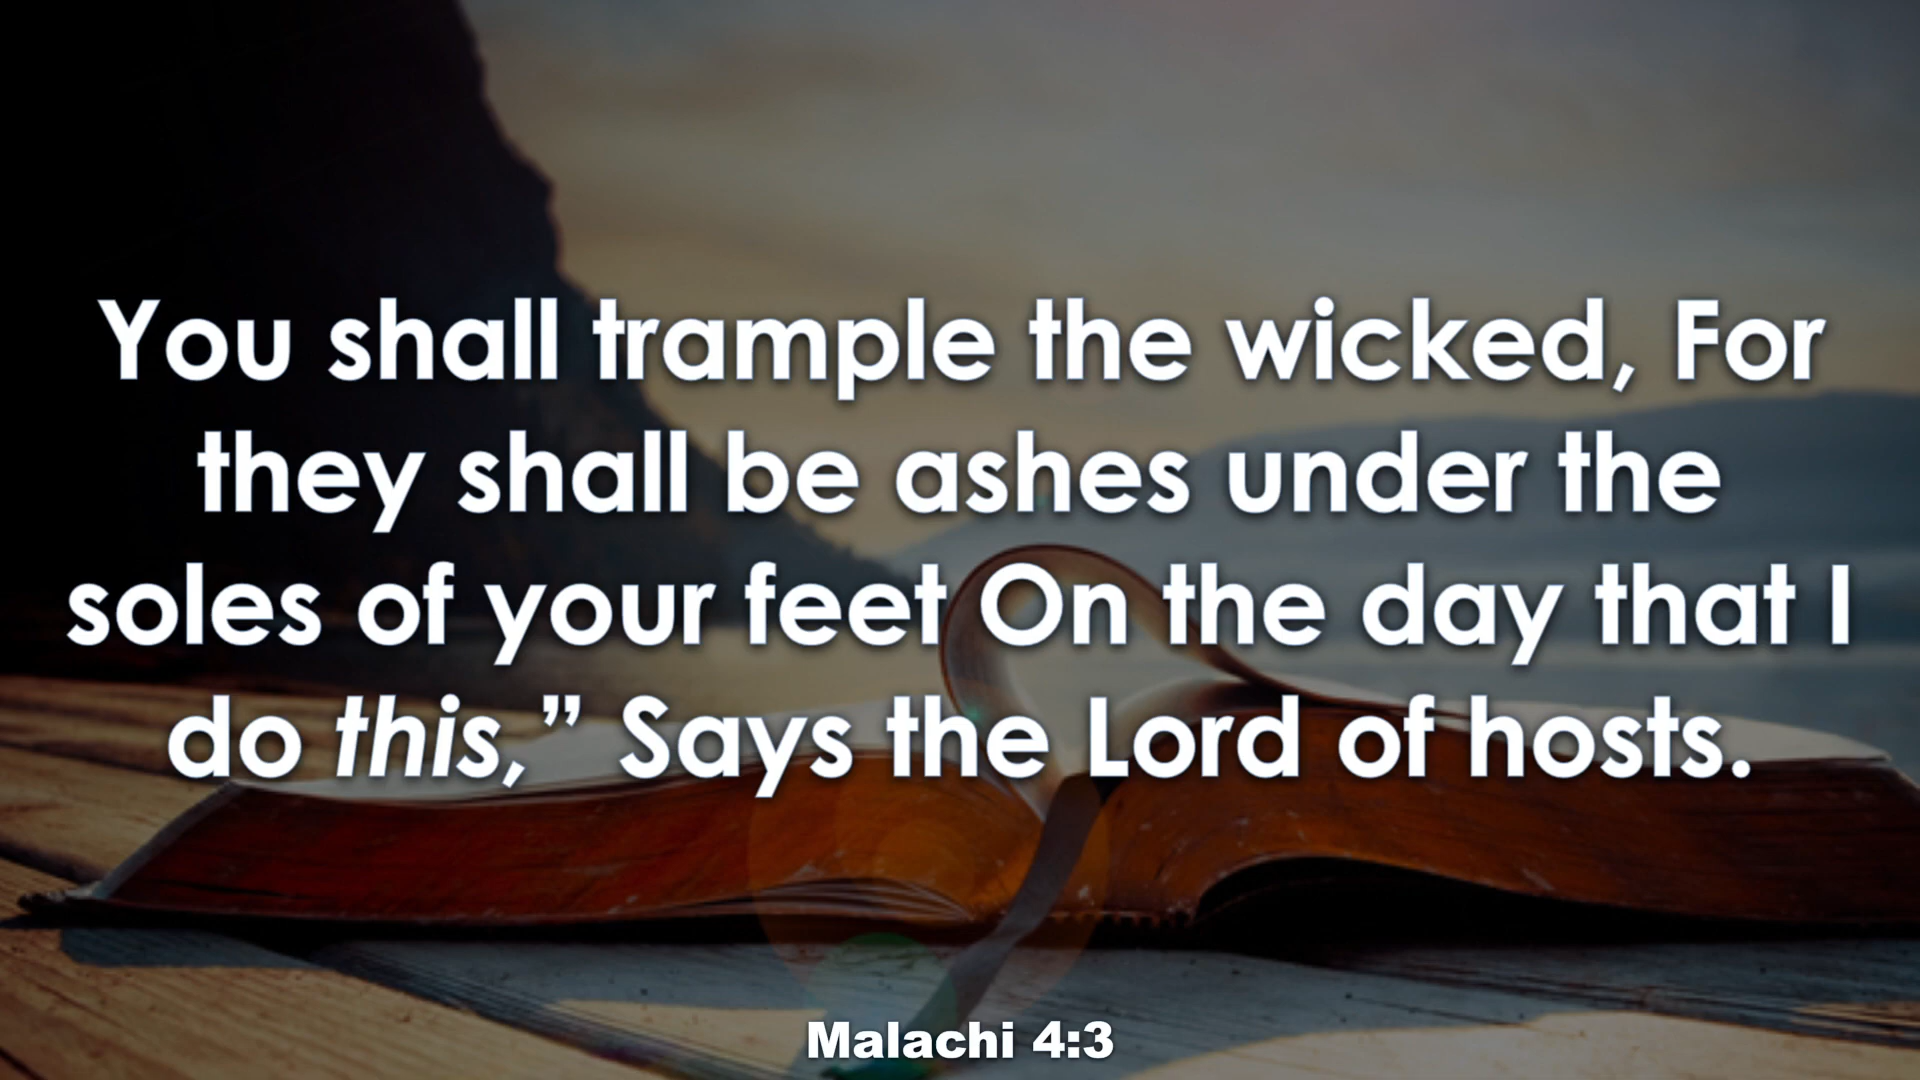 You shall trample the wicked, For
they shall be ashes under the
soles of your feet On the day that I
do this,” Says the Lord of hosts.
Malachi 4:3